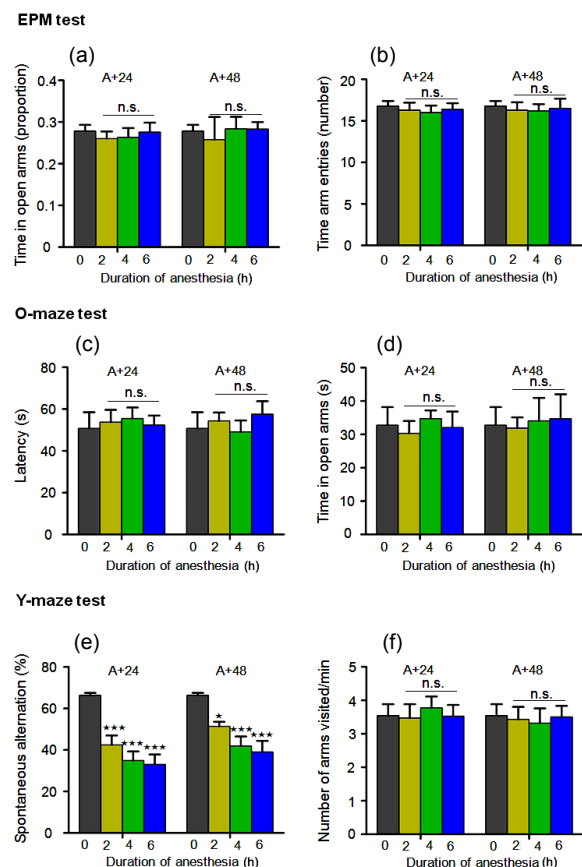 EPM test
(a)
A+24 A+48
n.s. n.s.
Time in open arms (proportion)
0.4
0.3
0.2
0.1
0
0 2 4 6 0 2 4 6
Duration of anesthesia (h)
(b)
A+24 A+48
n.s. n.s.
Time arm entries (number)
20
15
10
5
0
0 2 4 6 0 2 4 6
Duration of anesthesia (h)
O-maze test
(c)
A+24 A+48
n.s. n.s.
Latency (s)
80
60
40
20
0
0 2 4 6 0 2 4 6
Duration of anesthesia (h)
(d)
A+24 A+48
n.s. n.s.
Time in open arms (s)
50
40
30
20
10
0
0 2 4 6 0 2 4 6
Duration of anesthesia (h)
Y-maze test
(e)
A+24 A+48
★★★ ★★★ ★★★ ★ ★★★ ★★★
Spontaneous alternation (%)
80
60
40
20
0
0 2 4 6 0 2 4 6
Duration of anesthesia (h)
(f)
A+24 A+48
n.s. n.s.
Number of arms visited/min
5
4
3
2
1
0
0 2 4 6 0 2 4 6
Duration of anesthesia (h)